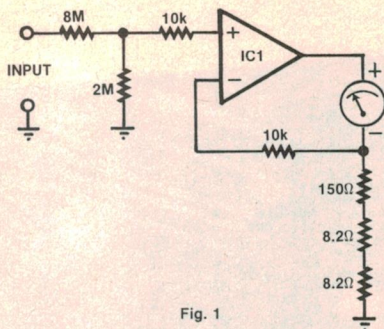 8M
10k
+
IC1
−
+
INPUT
2M
−
10k
150Ω
8.2Ω
8.2Ω
Fig. 1